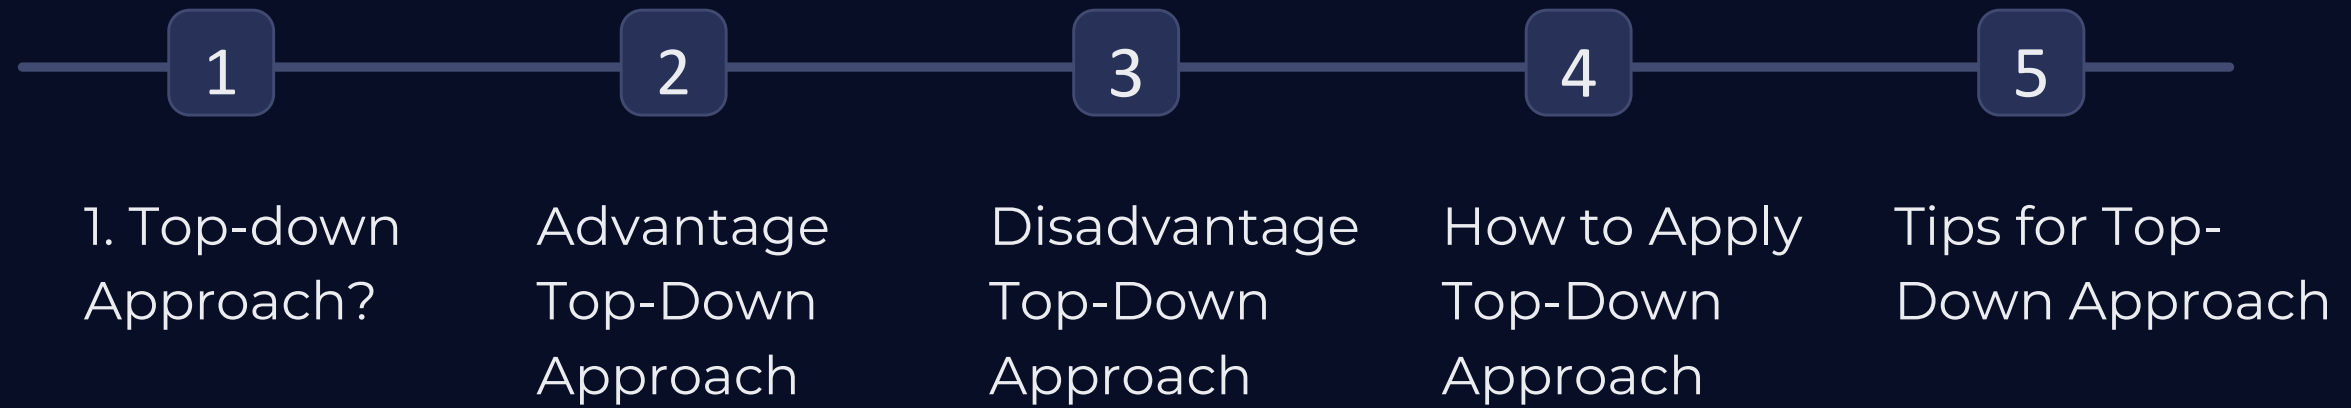 1
2
3
4
5
1. Top-down
Approach?
Advantage
Top-Down
Approach
Disadvantage
Top-Down
Approach
How to Apply
Top-Down
Approach
Tips for Top-
Down Approach